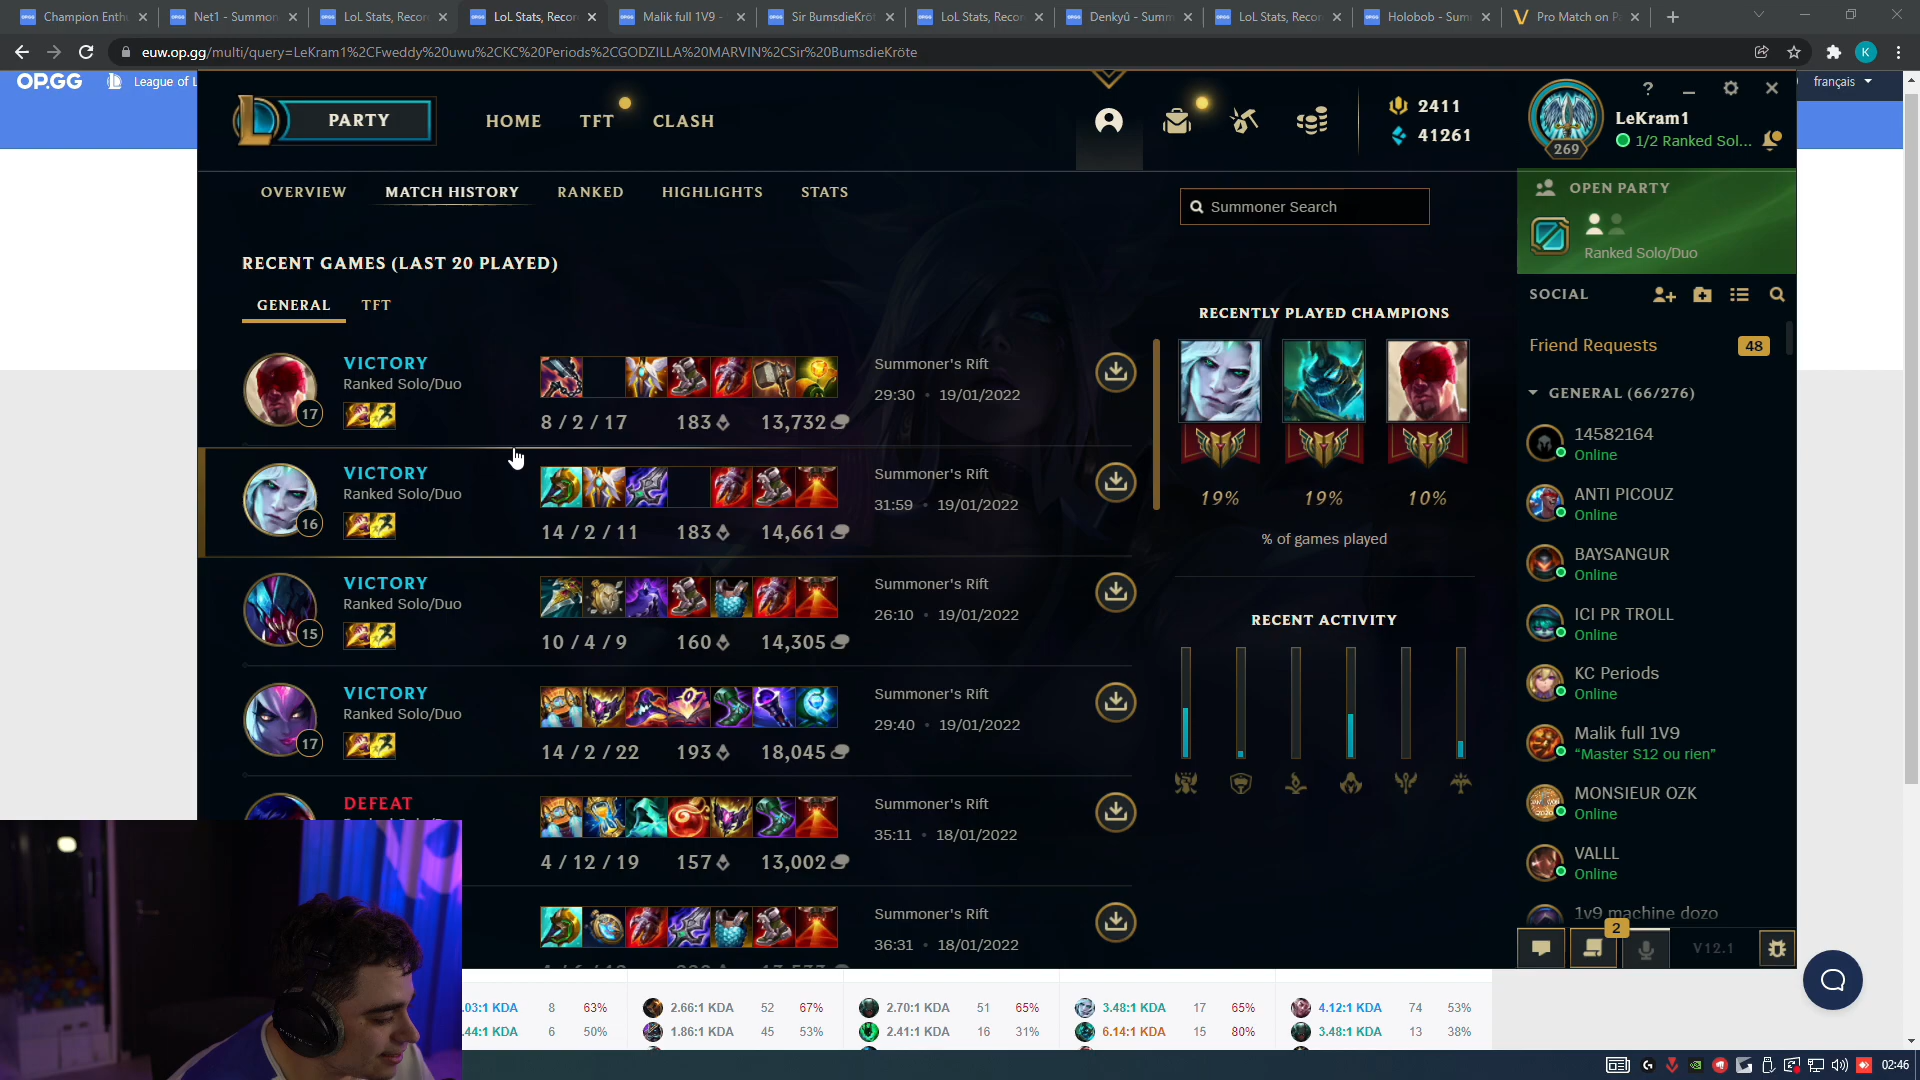 Champion Enth
Net1 - Summon
LoL Stats, Recor
LoL Stats, Recor
Malik full 1V9 -
Sir BumsdieKröt
LoL Stats, Recor
Denkyû - Summ
LoL Stats, Recor
Holobob - Sum
Pro Match on P
euw.op.gg/multi/query=LeKram1%2CFweddy%20uwu%2CKC%20Periods%2CGODZILLA%20MARVIN%2CSir%20BumsdieKröte
K
OP.GG
League of L
français
PARTY
HOME
TFT
CLASH
2411
41261
269
LeKram1
1/2 Ranked Sol...
OVERVIEW
MATCH HISTORY
RANKED
HIGHLIGHTS
STATS
Summoner Search
OPEN PARTY
Ranked Solo/Duo
RECENT GAMES (LAST 20 PLAYED)
GENERAL
TFT
SOCIAL
Friend Requests
48
GENERAL (66/276)
14582164
Online
ANTI PICOUZ
Online
BAYSANGUR
Online
ICI PR TROLL
Online
KC Periods
Online
Malik full 1V9
“Master S12 ou rien”
MONSIEUR OZK
Online
VALLL
Online
1v9 machine dozo
2
V12.1
VICTORY
Ranked Solo/Duo
17
8 / 2 / 17
183
13,732
Summoner's Rift
29:30 • 19/01/2022
VICTORY
Ranked Solo/Duo
16
14 / 2 / 11
183
14,661
Summoner's Rift
31:59 • 19/01/2022
VICTORY
Ranked Solo/Duo
15
10 / 4 / 9
160
14,305
Summoner's Rift
26:10 • 19/01/2022
VICTORY
Ranked Solo/Duo
17
14 / 2 / 22
193
18,045
Summoner's Rift
29:40 • 19/01/2022
DEFEAT
4 / 12 / 19
157
13,002
Summoner's Rift
35:11 • 18/01/2022
Summoner's Rift
36:31 • 18/01/2022
RECENTLY PLAYED CHAMPIONS
19%
19%
10%
% of games played
RECENT ACTIVITY
.03:1 KDA 8 63%
2.66:1 KDA 52 67%
2.70:1 KDA 51 65%
3.48:1 KDA 17 65%
4.12:1 KDA 74 53%
.44:1 KDA 6 50%
1.86:1 KDA 45 53%
2.41:1 KDA 16 31%
6.14:1 KDA 15 80%
3.48:1 KDA 13 38%
02:46